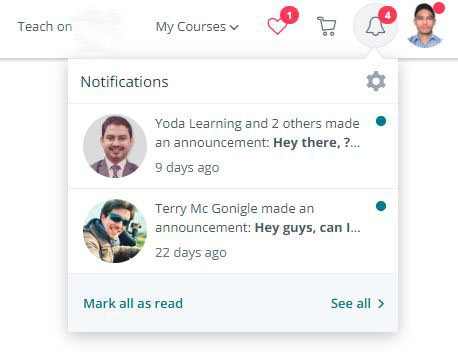 Teach on
My Courses
1
4
Notifications
Yoda Learning and 2 others made
an announcement: Hey there, ?...
9 days ago
Terry Mc Gonigle made an
announcement: Hey guys, can I...
22 days ago
Mark all as read
See all